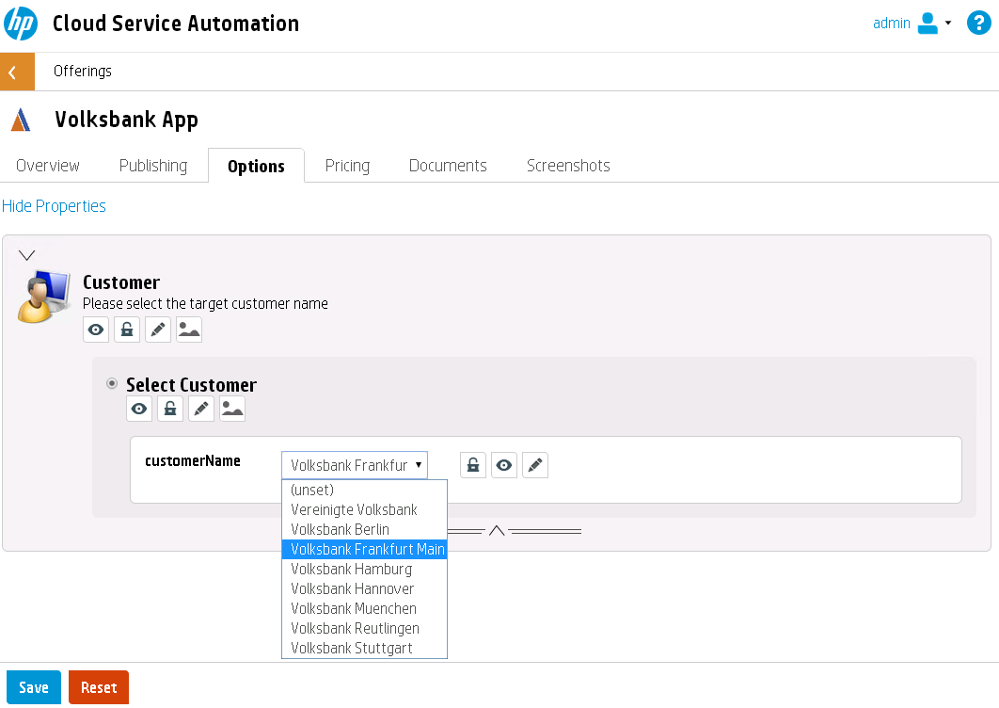 hp Cloud Service Automation admin ?
Offerings
Volksbank App
Overview Publishing Options Pricing Documents Screenshots
Hide Properties
Customer
Please select the target customer name
Select Customer
customerName Volksbank Frankfur
(unset)
Vereinigte Volksbank
Volksbank Berlin
Volksbank Frankfurt Main
Volksbank Hamburg
Volksbank Hannover
Volksbank Muenchen
Volksbank Reutlingen
Volksbank Stuttgart
Save Reset